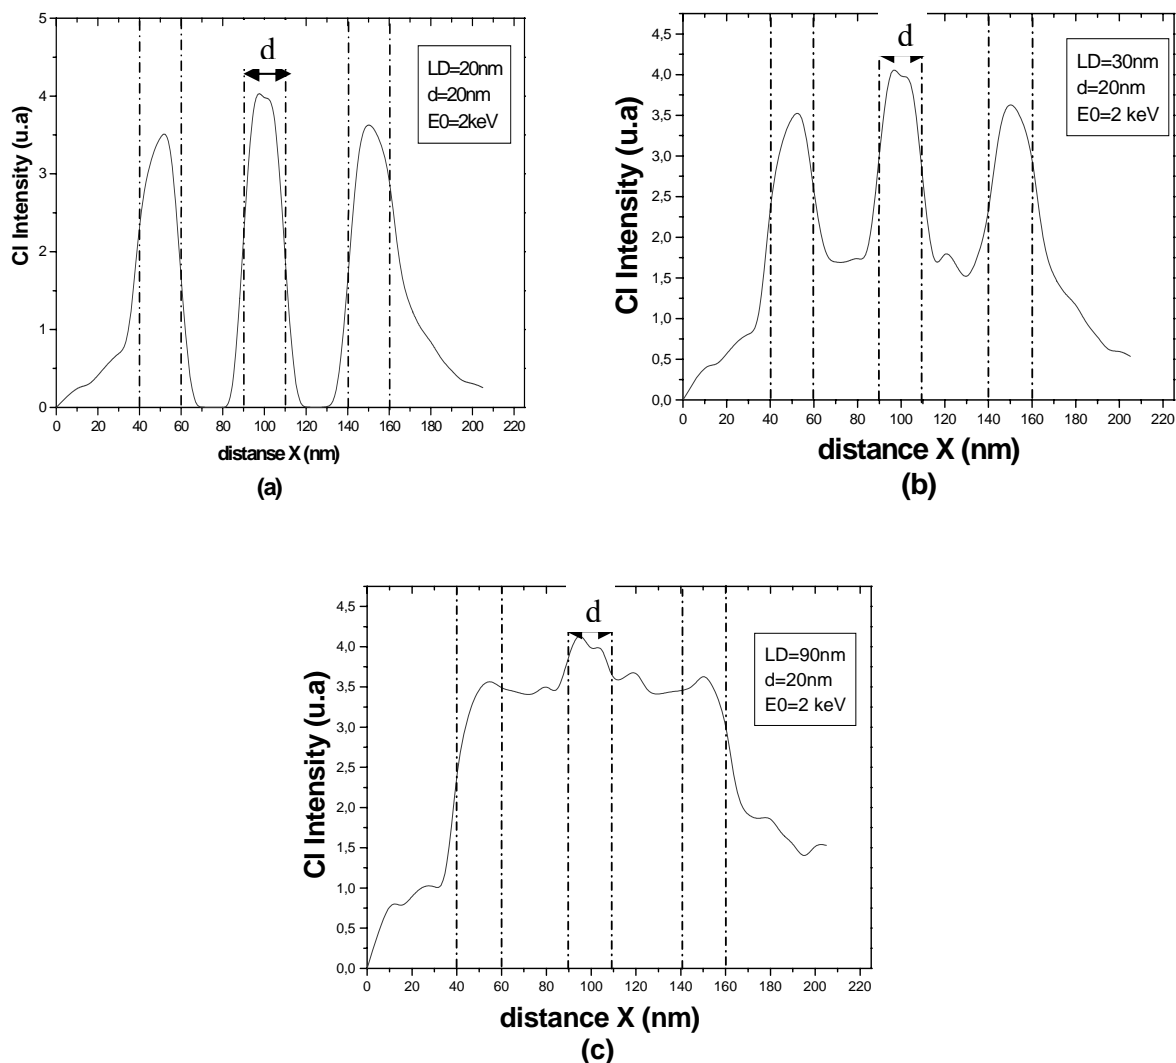 d
LD=20nm
d=20nm
E0=2keV
5
4
3
2
1
0
Cl Intensity (u.a)
0 20 40 60 80 100 120 140 160 180 200 220
distanse X (nm)
(a)
d
LD=30nm
d=20nm
E0=2 keV
4,5
4,0
3,5
3,0
2,5
2,0
1,5
1,0
0,5
0,0
Cl Intensity (u.a)
0 20 40 60 80 100 120 140 160 180 200 220
distance X (nm)
(b)
d
LD=90nm
d=20nm
E0=2 keV
4,5
4,0
3,5
3,0
2,5
2,0
1,5
1,0
0,5
0,0
Cl Intensity (u.a)
0 20 40 60 80 100 120 140 160 180 200 220
distance X (nm)
(c)